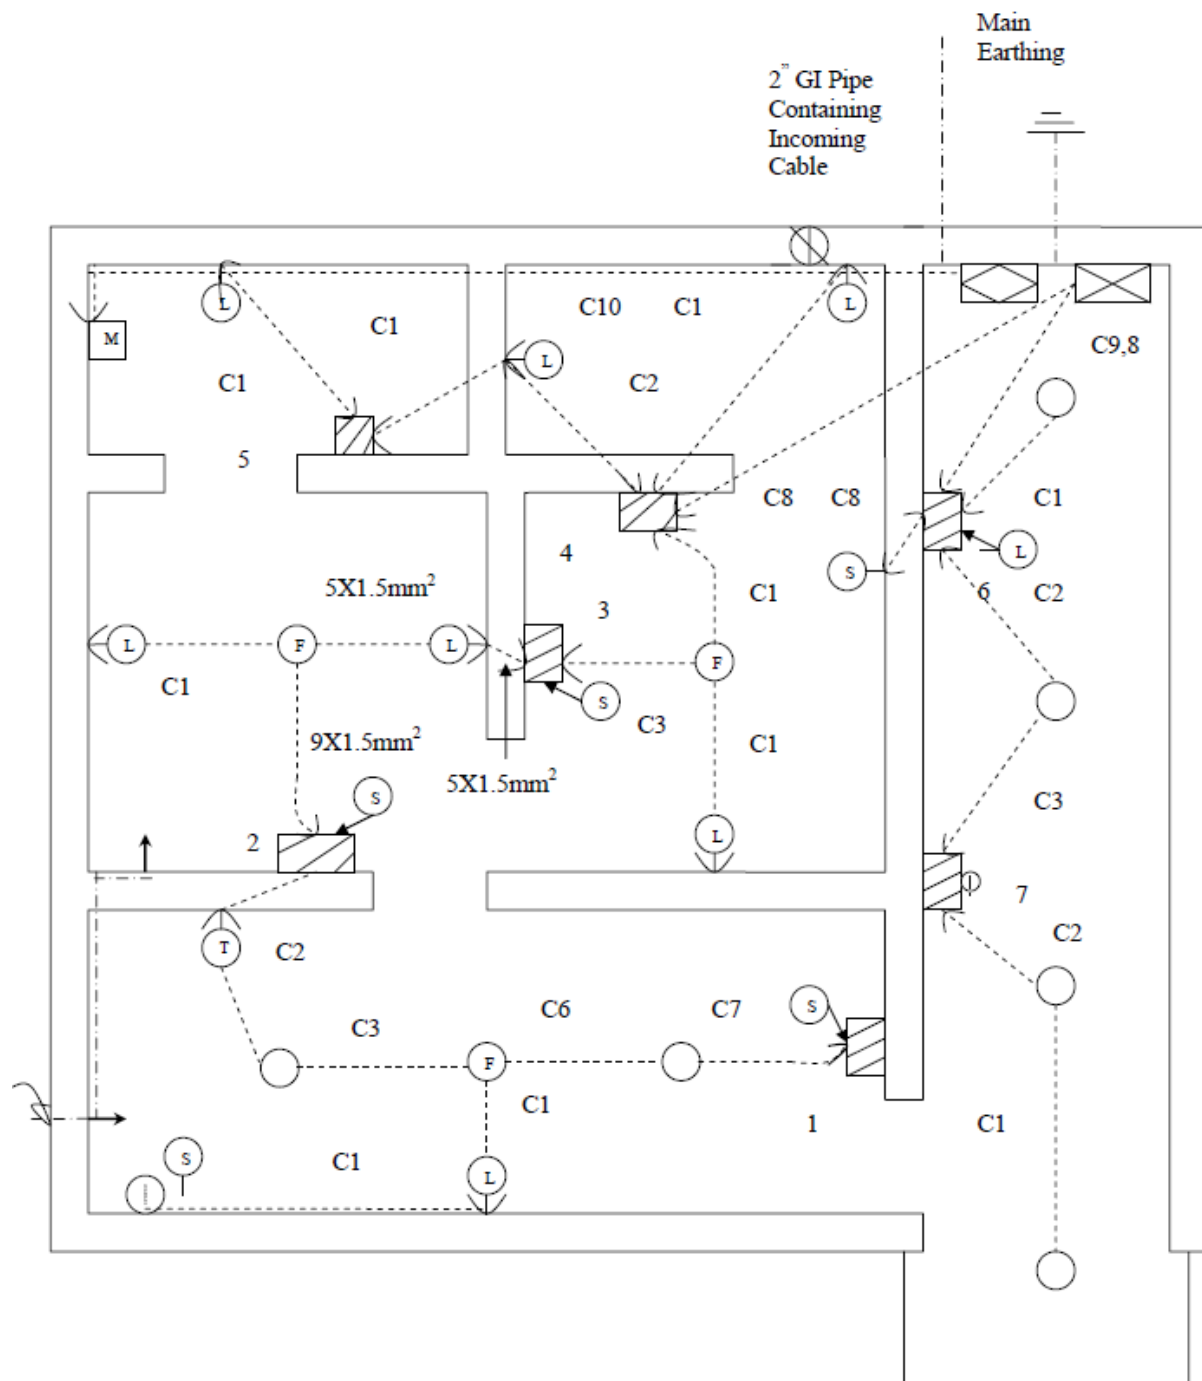 Main
Earthing
2" GI Pipe
Containing
Incoming
Cable
L
M
C1
C10
C1
L
C9,8
L
C1
C2
5
C8
C8
C1
4
L
S
5X1.5mm²
3
C1
6
C2
L
F
L
F
C1
S
C3
9X1.5mm²
C1
5X1.5mm²
S
C3
2
L
7
T
C2
C2
C6
C7
S
C3
F
C1
1
C1
S
C1
L